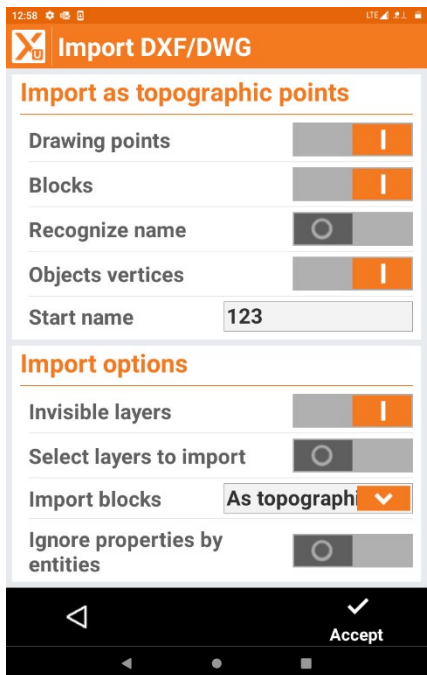 12:58
LTE
Xu
Import DXF/DWG
Import as topographic points
Drawing points
Blocks
Recognize name
Objects vertices
Start name 123
Import options
Invisible layers
Select layers to import
Import blocks As topographi
Ignore properties by
entities
Accept